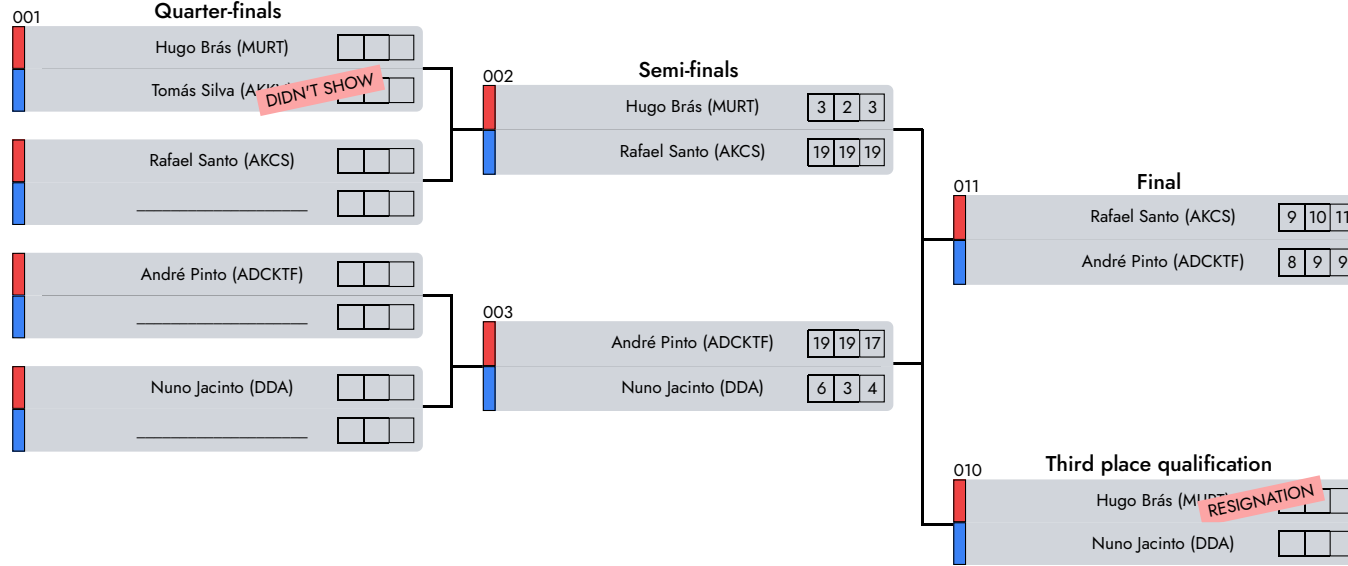 Quarter-finals
001
Hugo Brás (MURT)
Tomás Silva
DIDN'T SHOW
Rafael Santo (AKCS)
André Pinto (ADCKTF)
Nuno Jacinto (DDA)
Semi-finals
002
Hugo Brás (MURT) 3 2 3
Rafael Santo (AKCS) 19 19 19
003
André Pinto (ADCKTF) 19 19 17
Nuno Jacinto (DDA) 6 3 4
Final
011
Rafael Santo (AKCS) 9 10 11
André Pinto (ADCKTF) 8 9 9
Third place qualification
010
Hugo Brás (MURT)
RESIGNATION
Nuno Jacinto (DDA)